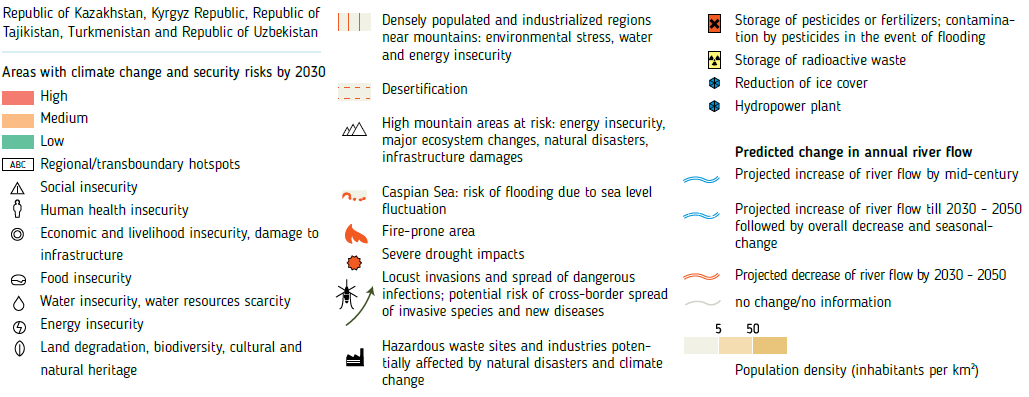 Republic of Kazakhstan, Kyrgyz Republic, Republic of
Tajikistan, Turkmenistan and Republic of Uzbekistan
Areas with climate change and security risks by 2030
High
Medium
Low
ABC Regional/transboundary hotspots
Social insecurity
Human health insecurity
Economic and livelihood insecurity, damage to
infrastructure
Food insecurity
Water insecurity, water resources scarcity
Energy insecurity
Land degradation, biodiversity, cultural and
natural heritage
Densely populated and industrialized regions
near mountains: environmental stress, water
and energy insecurity
Desertification
High mountain areas at risk: energy insecurity,
major ecosystem changes, natural disasters,
infrastructure damages
Caspian Sea: risk of flooding due to sea level
fluctuation
Fire-prone area
Severe drought impacts
Locust invasions and spread of dangerous
infections; potential risk of cross-border spread
of invasive species and new diseases
Hazardous waste sites and industries poten-
tially affected by natural disasters and climate
change
Storage of pesticides or fertilizers; contamina-
tion by pesticides in the event of flooding
Storage of radioactive waste
Reduction of ice cover
Hydropower plant
Predicted change in annual river flow
Projected increase of river flow by mid-century
Projected increase of river flow till 2030 - 2050
followed by overall decrease and seasonal-
change
Projected decrease of river flow by 2030 - 2050
no change/no information
5 50
Population density (inhabitants per km²)